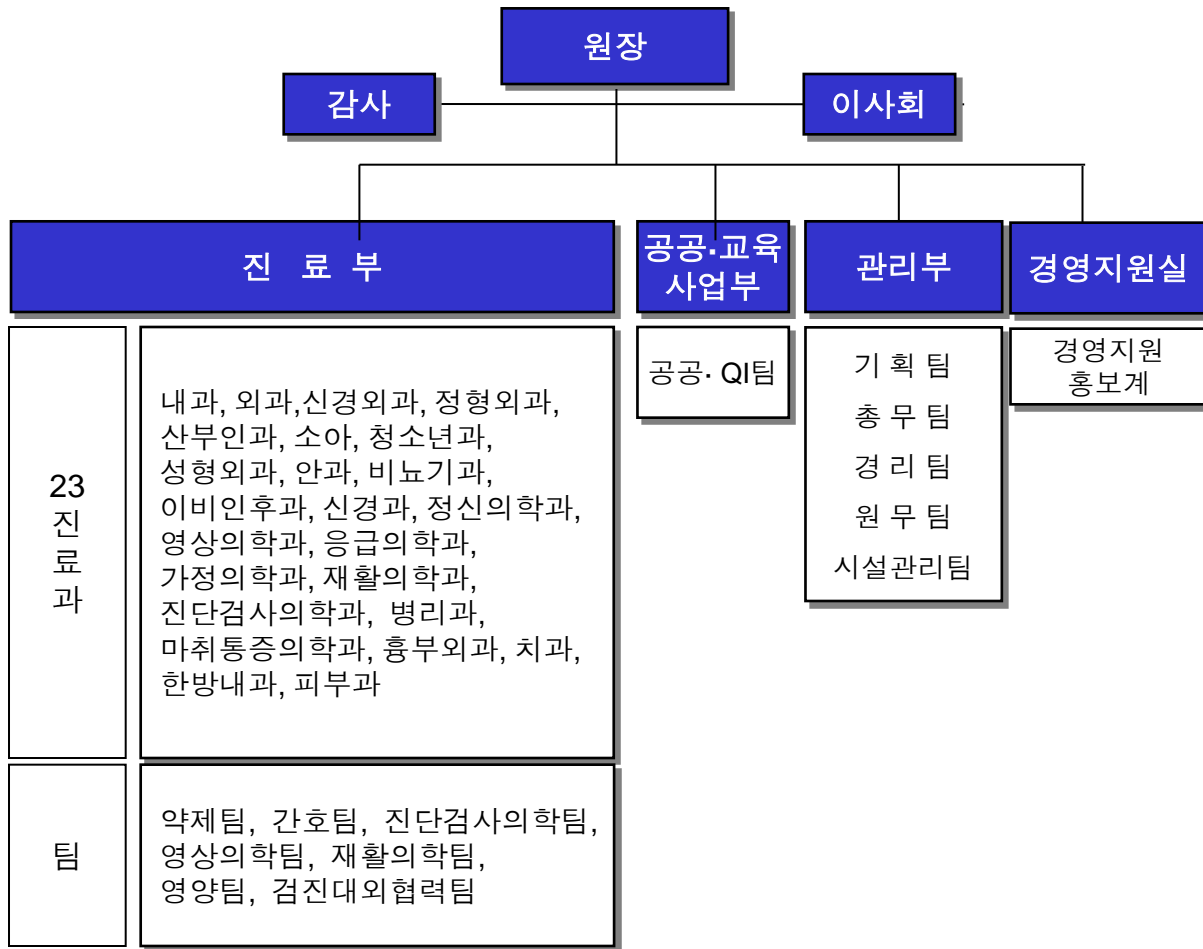 원장
감사
이사회
진 료 부
공공·교육
사업부
관리부
경영지원실
23
진
료
과
내과, 외과,신경외과, 정형외과,
산부인과, 소아, 청소년과,
성형외과, 안과, 비뇨기과,
이비인후과, 신경과, 정신의학과,
영상의학과, 응급의학과,
가정의학과, 재활의학과,
진단검사의학과, 병리과,
마취통증의학과, 흉부외과, 치과,
한방내과, 피부과
공공· QI팀
기 획 팀
총 무 팀
경 리 팀
원 무 팀
시설관리팀
경영지원
홍보계
팀
약제팀, 간호팀, 진단검사의학팀,
영상의학팀, 재활의학팀,
영양팀, 검진대외협력팀